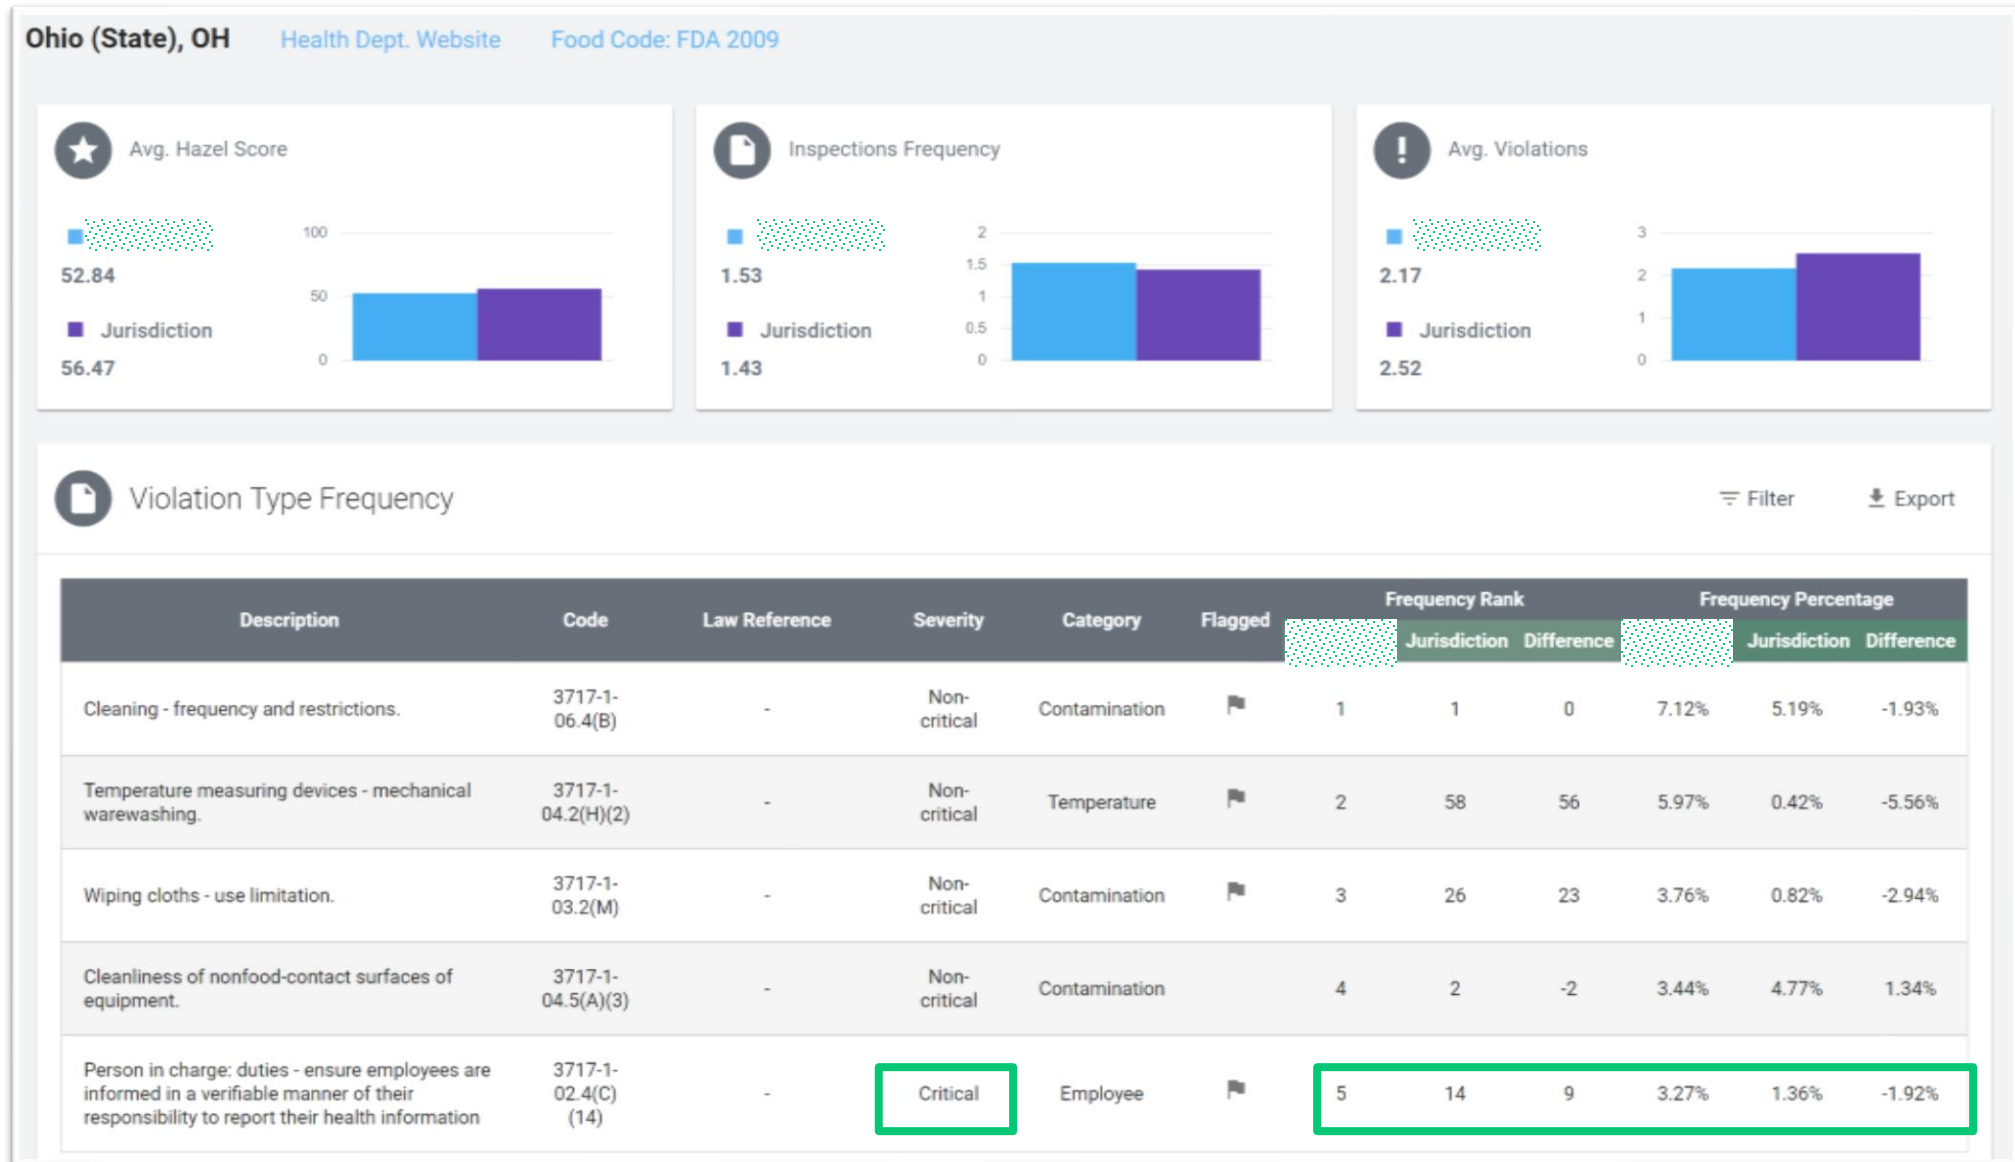 Ohio (State), OH Health Dept. Website Food Code: FDA 2009
Avg. Hazel Score
52.84
Jurisdiction
56.47
100
50
0
Inspections Frequency
1.53
Jurisdiction
1.43
2
1.5
1
0.5
0
Avg. Violations
2.17
Jurisdiction
2.52
3
2
1
0
Violation Type Frequency Filter Export
Description Code Law Reference Severity Category Flagged Frequency Rank Frequency Percentage
Jurisdiction Difference Jurisdiction Difference
Cleaning - frequency and restrictions. 3717-1-
06.4(B) - Non-
critical Contamination 1 1 0 7.12% 5.19% -1.93%
Temperature measuring devices - mechanical
warewashing. 3717-1-
04.2(H)(2) - Non-
critical Temperature 2 58 56 5.97% 0.42% -5.56%
Wiping cloths - use limitation. 3717-1-
03.2(M) - Non-
critical Contamination 3 26 23 3.76% 0.82% -2.94%
Cleanliness of nonfood-contact surfaces of
equipment. 3717-1-
04.5(A)(3) - Non-
critical Contamination 4 2 -2 3.44% 4.77% 1.34%
Person in charge: duties - ensure employees are
informed in a verifiable manner of their
responsibility to report their health information 3717-1-
02.4(C)
(14) - Critical Employee 5 14 9 3.27% 1.36% -1.92%